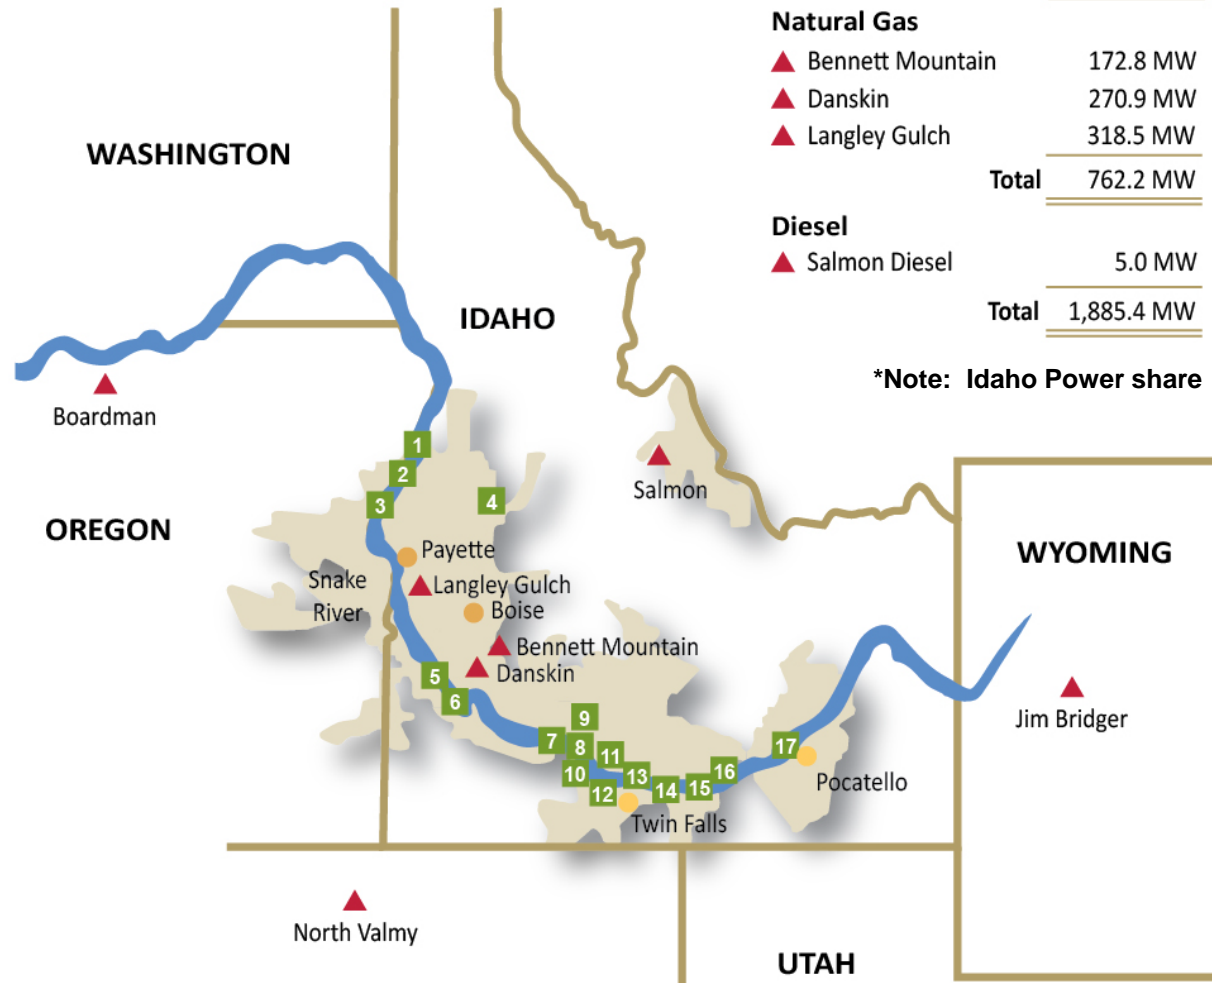 Natural Gas
Bennett Mountain 172.8 MW
Danskin 270.9 MW
Langley Gulch 318.5 MW
Total 762.2 MW
Diesel
Salmon Diesel 5.0 MW
Total 1,885.4 MW
*Note: Idaho Power share
WASHINGTON
IDAHO
Boardman
1
2
3
4
Salmon
OREGON
WYOMING
Payette
Snake
River
Langley Gulch
Boise
Bennett Mountain
Danskin
5
6
Jim Bridger
7
8
9
10
11
12
13
14
15
16
17
Pocatello
Twin Falls
North Valmy
UTAH